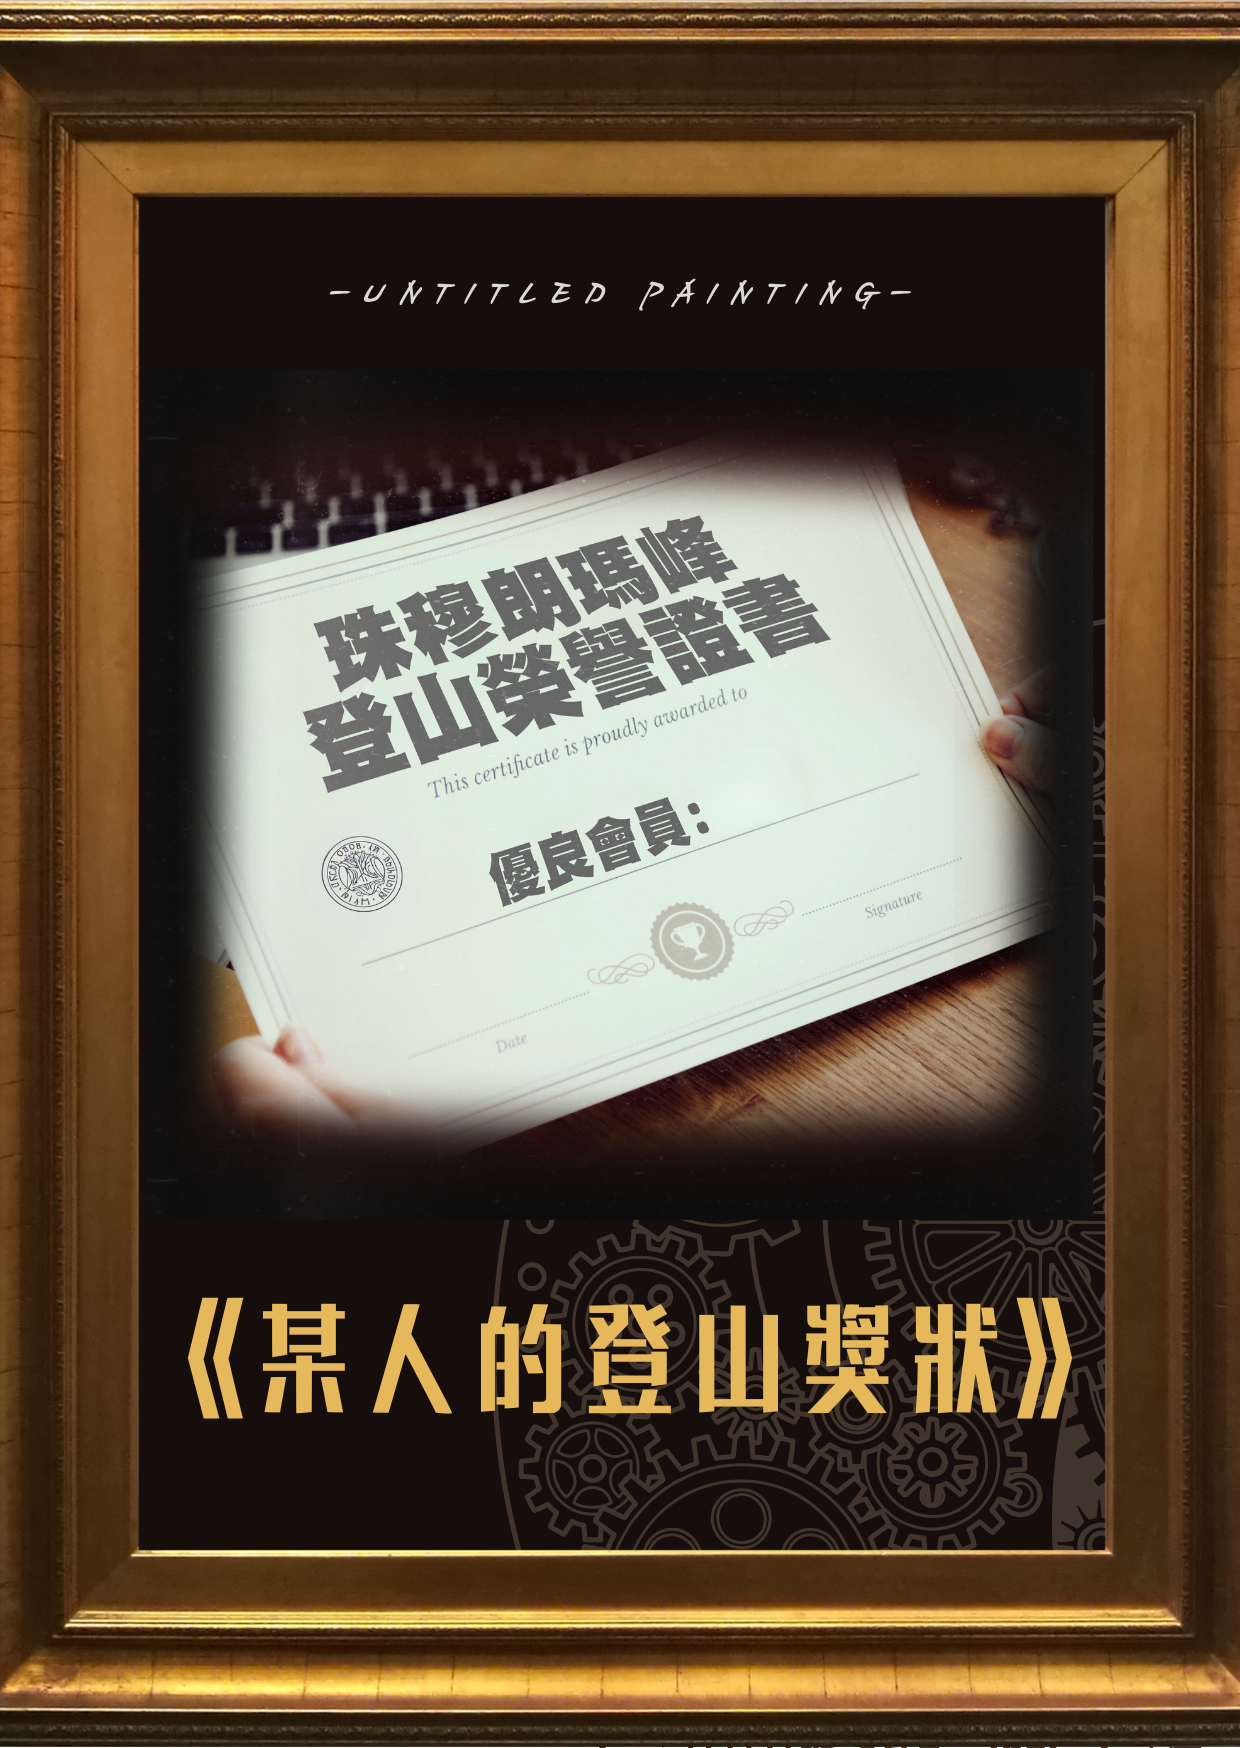 -UNTITLED PAINTING-
珠穆朗瑪峰
登山榮譽證書
This certificate is proudly awarded to
優良會員：
Signature
Date
《某人的登山獎狀》